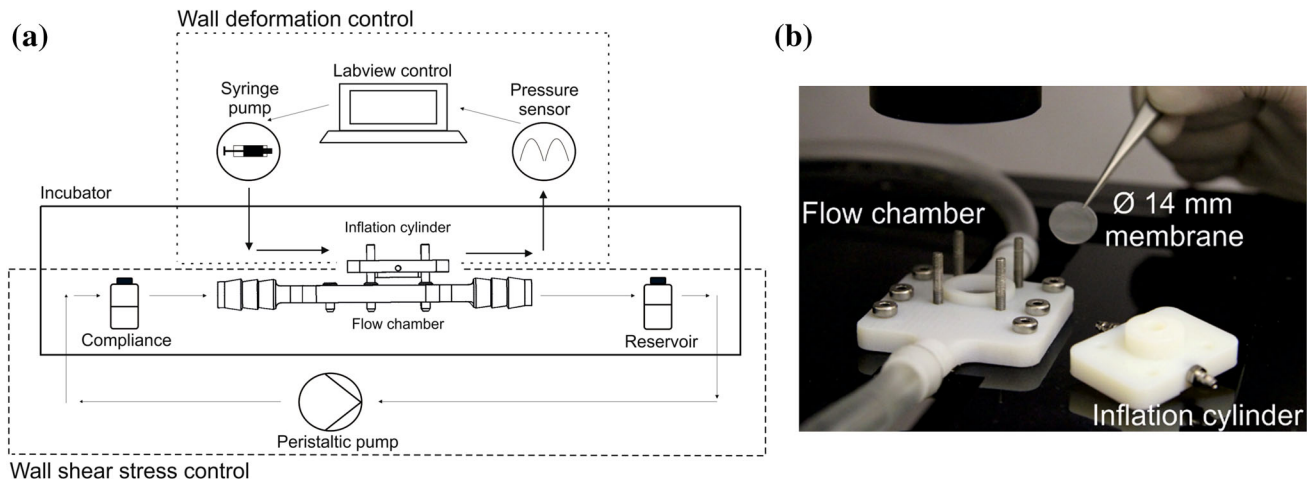 (a)
Wall deformation control
Labview control
Syringe
pump
Pressure
sensor
Incubator
Inflation cylinder
Flow chamber
Compliance
Reservoir
Peristaltic pump
Wall shear stress control
(b)
Flow chamber
Ø 14 mm
membrane
Inflation cylinder